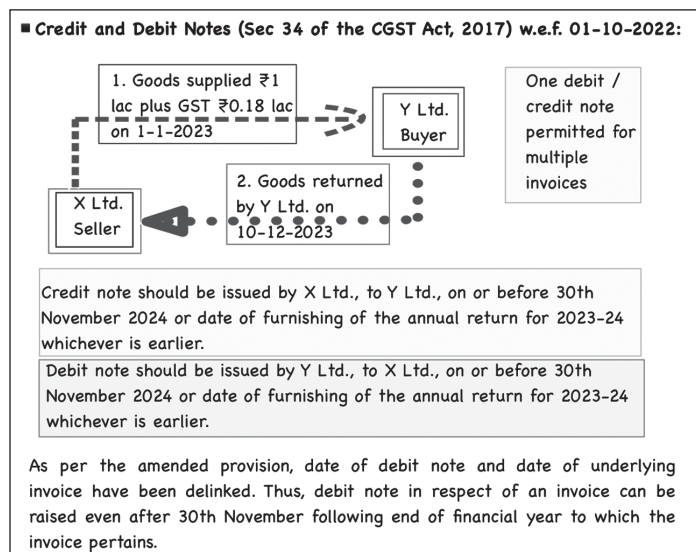 ■ Credit and Debit Notes (Sec 34 of the CGST Act, 2017) w.e.f. 01-10-2022:
1. Goods supplied ₹1
lac plus GST ₹0.18 lac
on 1-1-2023
Y Ltd.
Buyer
One debit /
credit note
permitted for
multiple
invoices
2. Goods returned
by Y Ltd. on
10-12-2023
X Ltd.
Seller
Credit note should be issued by X Ltd., to Y Ltd., on or before 30th
November 2024 or date of furnishing of the annual return for 2023-24
whichever is earlier.
Debit note should be issued by Y Ltd., to X Ltd., on or before 30th
November 2024 or date of furnishing of the annual return for 2023-24
whichever is earlier.
As per the amended provision, date of debit note and date of underlying
invoice have been delinked. Thus, debit note in respect of an invoice can be
raised even after 30th November following end of financial year to which the
invoice pertains.